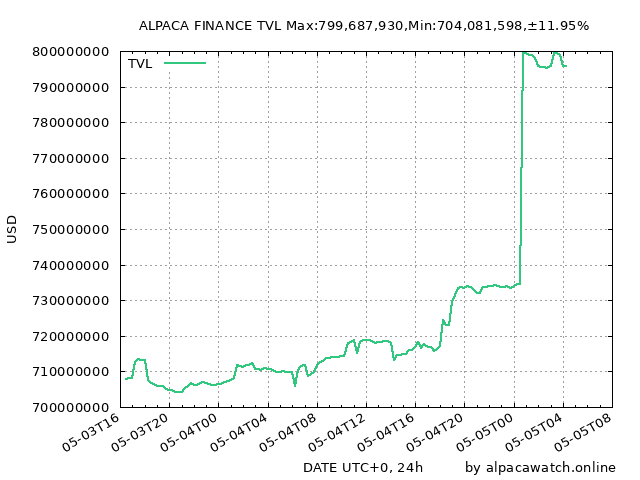 ALPACA FINANCE TVL Max:799,687,930,Min:704,081,598,±11.95%
TVL
800000000
790000000
780000000
770000000
760000000
750000000
740000000
730000000
720000000
710000000
700000000
USD
05-03T16
05-03T20
05-04T00
05-04T04
05-04T08
05-04T12
05-04T16
05-04T20
05-05T00
05-05T04
05-05T08
DATE UTC+0, 24h
by alpacawatch.online